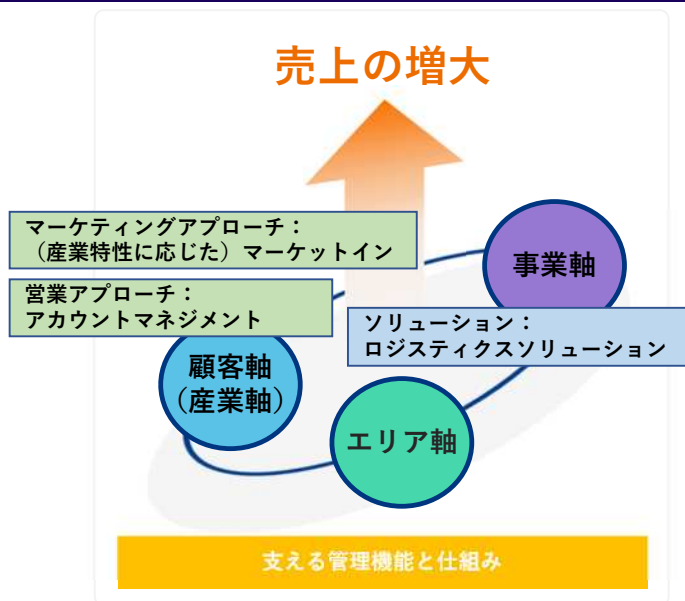 売上の増大
マーケティングアプローチ：
（産業特性に応じた）マーケットイン
事業軸
営業アプローチ：
アカウントマネジメント
ソリューション：
ロジスティクスソリューション
顧客軸
（産業軸）
エリア軸
支える管理機能と仕組み